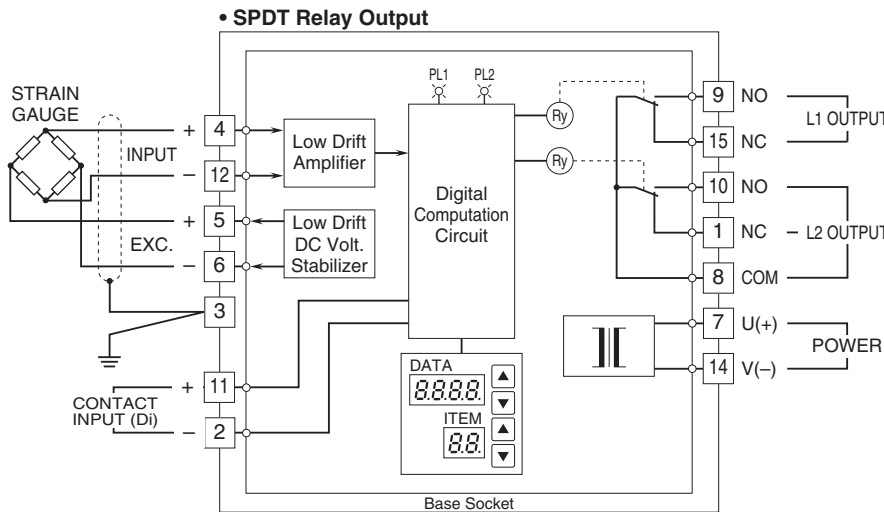 • SPDT Relay Output
PL1 PL2
STRAIN
GAUGE
+ 4
INPUT
− 12
+ 5
EXC.
− 6
3
+ 11
CONTACT
INPUT (Di)
− 2
Low Drift
Amplifier
Low Drift
DC Volt.
Stabilizer
Digital
Computation
Circuit
Ry
Ry
DATA
8.8.8.8.
ITEM
8.8.
▲
▼
▲
▼
9 NO
L1 OUTPUT
15 NC
10 NO
1 NC
L2 OUTPUT
8 COM
7 U(+)
POWER
14 V(−)
Base Socket